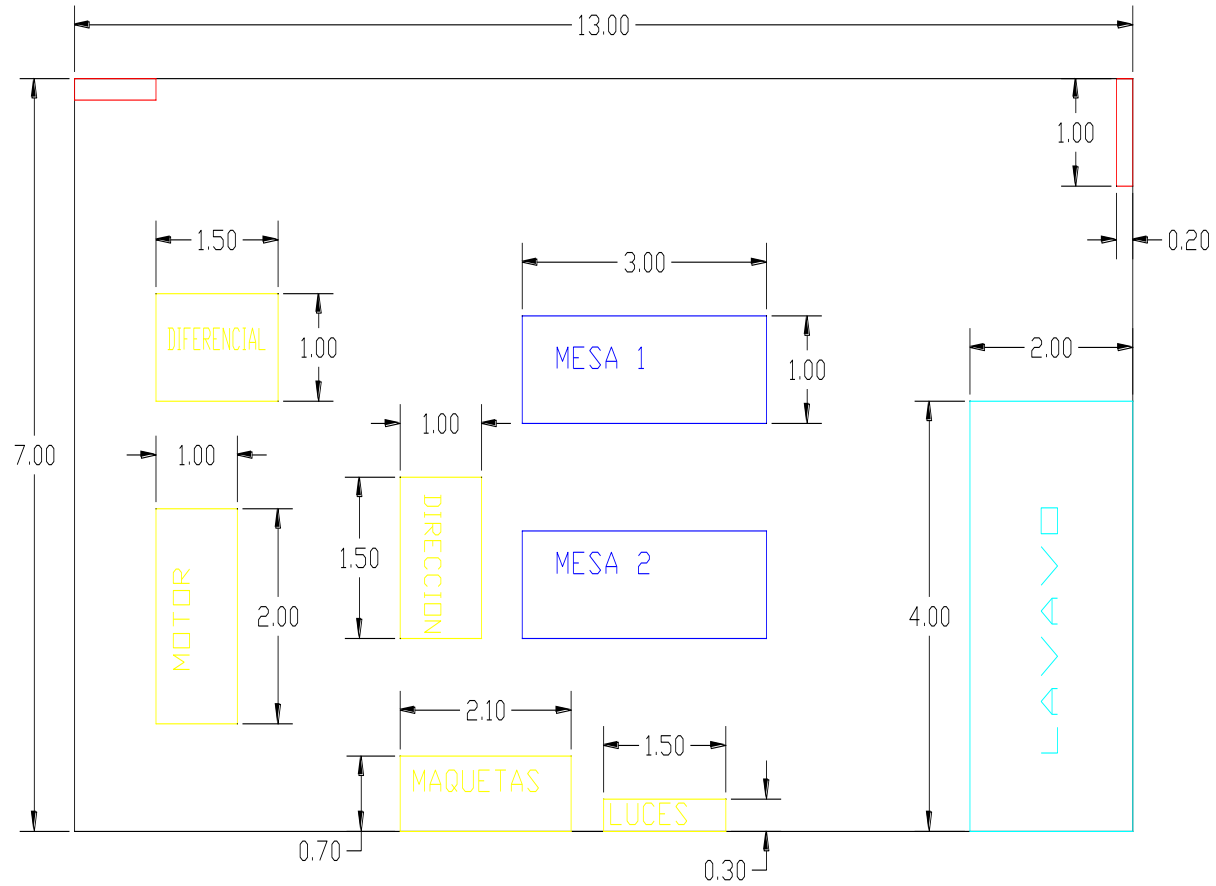 13.00
1.00
0.20
1.50
3.00
DIFERENCIAL
1.00
MESA 1
1.00
2.00
7.00
1.00
1.00
DIRECCION
1.50
MESA 2
MOTOR
2.00
4.00
LAVAVO
2.10
1.50
MAQUETAS
LUCES
0.70
0.30